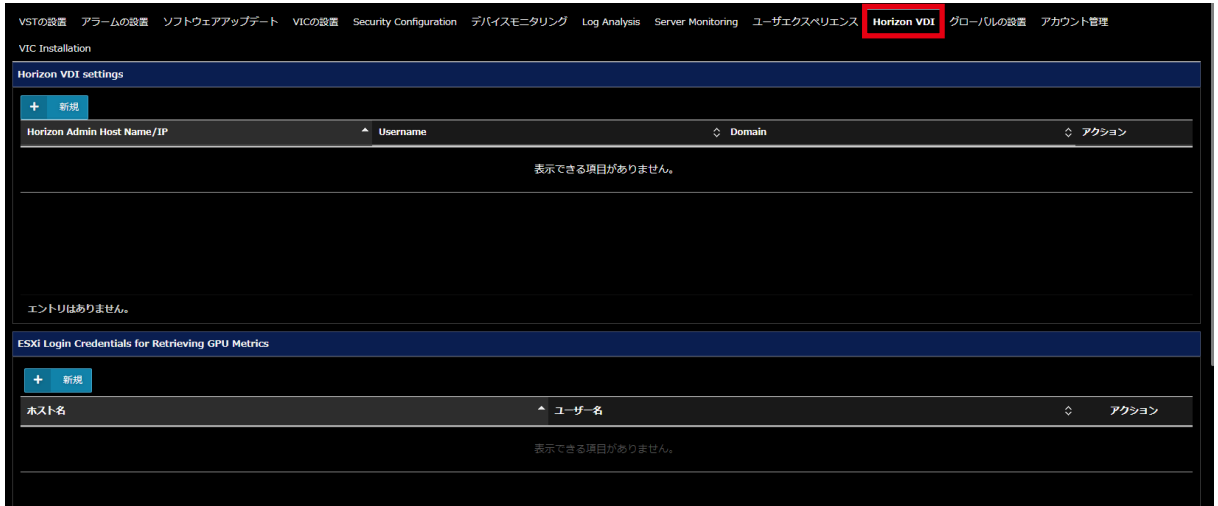 VSTの設置 アラームの設置 ソフトウェアアップデート VICの設置 Security Configuration デバイスモニタリング Log Analysis Server Monitoring ユーザエクスペリエンス Horizon VDI グローバルの設置 アカウント管理
VIC Installation
Horizon VDI settings
+ 新規
Horizon Admin Host Name/IP Username Domain アクション
表示できる項目がありません。
エントリはありません。
ESXi Login Credentials for Retrieving GPU Metrics
+ 新規
ホスト名 ユーザー名 アクション
表示できる項目がありません。